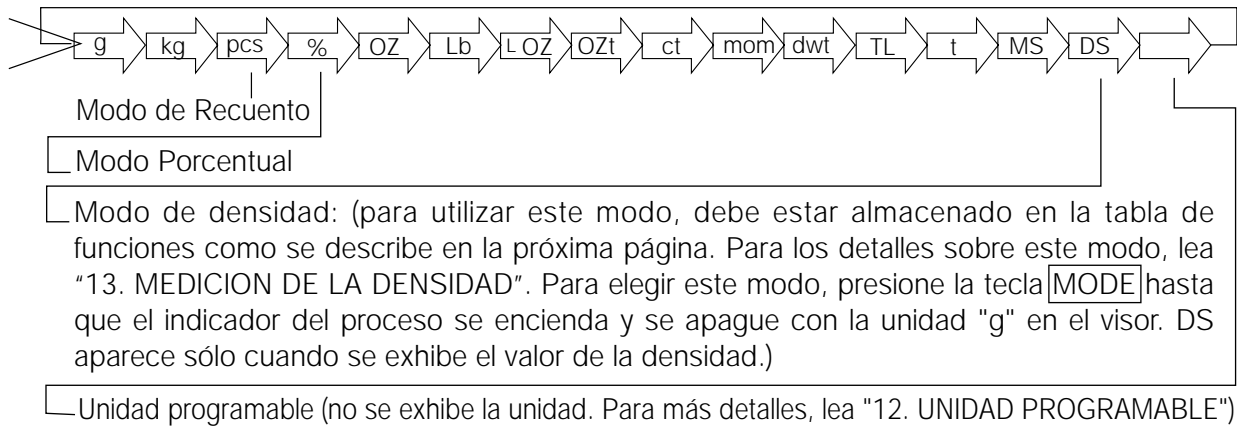 g kg pcs % OZ Lb L OZ OZt ct mom dwt TL t MS DS
Modo de Recuento
Modo Porcentual
Modo de densidad: (para utilizar este modo, debe estar almacenado en la tabla de
funciones como se describe en la próxima página. Para los detalles sobre este modo, lea
"13. MEDICION DE LA DENSIDAD". Para elegir este modo, presione la tecla MODE hasta
que el indicador del proceso se encienda y se apague con la unidad "g" en el visor. DS
aparece sólo cuando se exhibe el valor de la densidad.)
Unidad programable (no se exhibe la unidad. Para más detalles, lea "12. UNIDAD PROGRAMABLE")